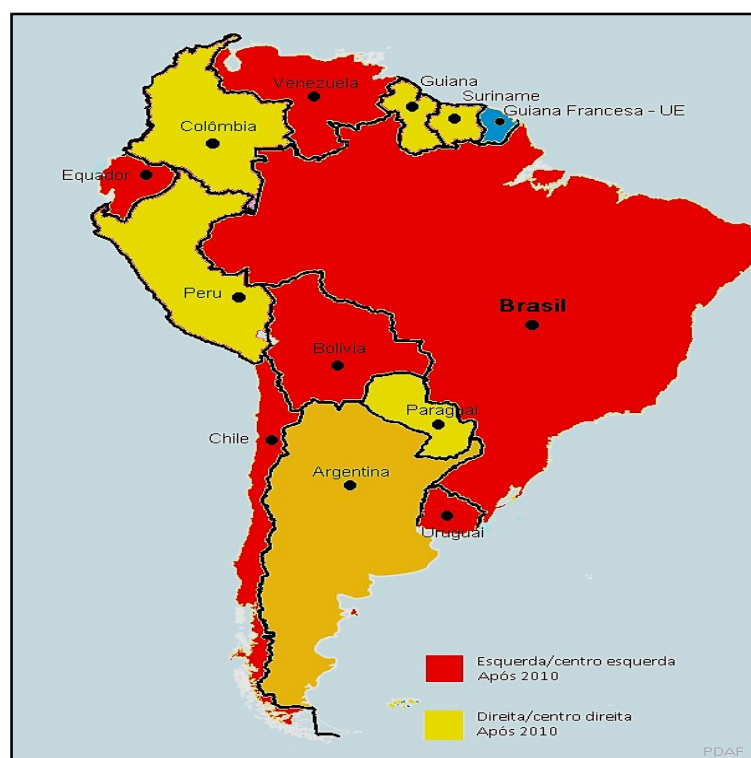 Venezuela
Guiana
Suriname
Guiana Francesa - UE
Colômbia
Equador
Peru
Brasil
Bolívia
Paraguai
Chile
Argentina
Uruguai
Esquerda/centro esquerda
Após 2010
Direita/centro direita
Após 2010
PDAF